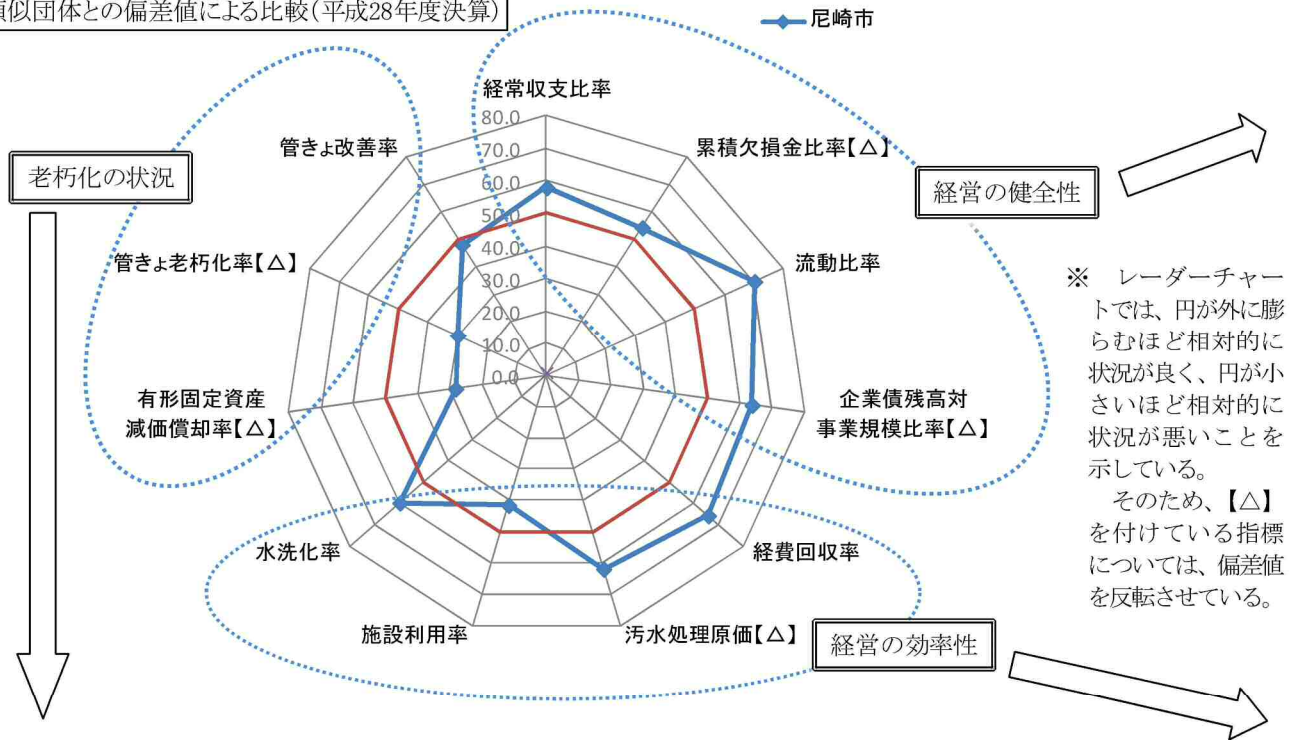 類似団体との偏差値による比較（平成28年度決算）
尼崎市
経常収支比率
80.0
70.0
60.0
50.0
40.0
30.0
20.0
10.0
0.0
累積欠損金比率【△】
流動比率
企業債残高対
事業規模比率【△】
経費回収率
汚水処理原価【△】
施設利用率
水洗化率
有形固定資産
減価償却率【△】
管きょ老朽化率【△】
管きょ改善率
老朽化の状況
経営の健全性
経営の効率性
※　レーダーチャー
トでは、円が外に膨
らむほど相対的に
状況が良く、円が小
さいほど相対的に
状況が悪いことを
示している。
　そのため、【△】
を付けている指標
については、偏差値
を反転させている。